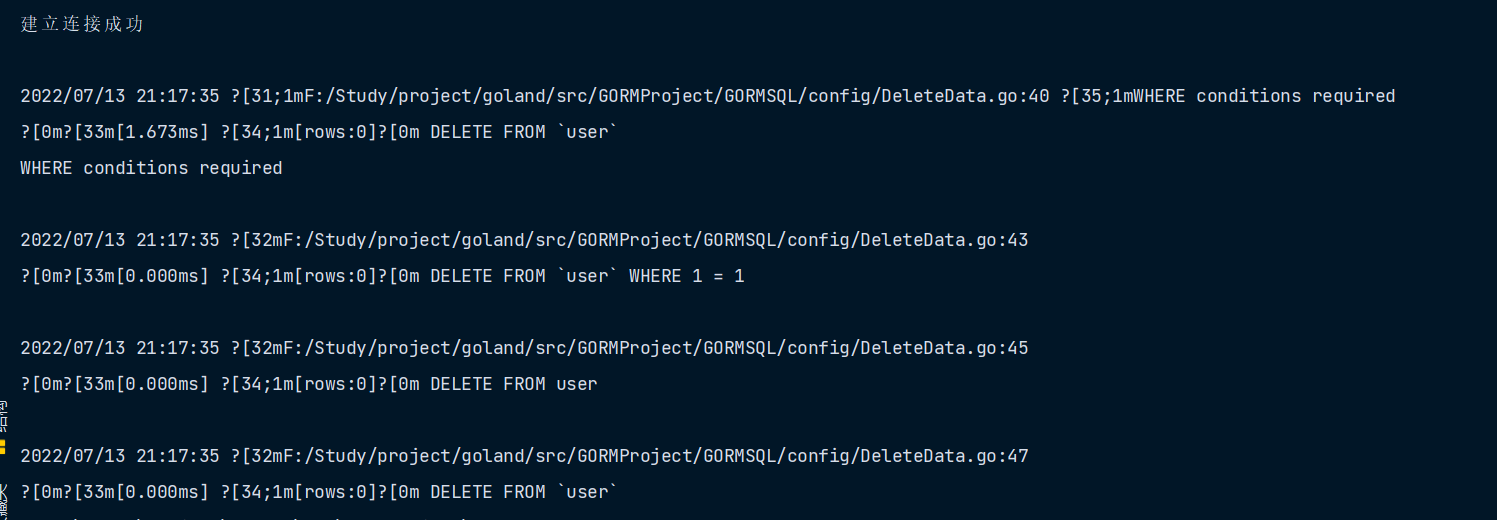 建立连接成功
2022/07/13 21:17:35 ?[31;1mF:/Study/project/goland/src/GORMProject/GORMSQL/config/DeleteData.go:40 ?[35;1mWHERE conditions required
?[0m?[33m[1.673ms] ?[34;1m[rows:0]?[0m DELETE FROM `user`
WHERE conditions required
2022/07/13 21:17:35 ?[32mF:/Study/project/goland/src/GORMProject/GORMSQL/config/DeleteData.go:43
?[0m?[33m[0.000ms] ?[34;1m[rows:0]?[0m DELETE FROM `user` WHERE 1 = 1
2022/07/13 21:17:35 ?[32mF:/Study/project/goland/src/GORMProject/GORMSQL/config/DeleteData.go:45
?[0m?[33m[0.000ms] ?[34;1m[rows:0]?[0m DELETE FROM user
2022/07/13 21:17:35 ?[32mF:/Study/project/goland/src/GORMProject/GORMSQL/config/DeleteData.go:47
?[0m?[33m[0.000ms] ?[34;1m[rows:0]?[0m DELETE FROM `user`